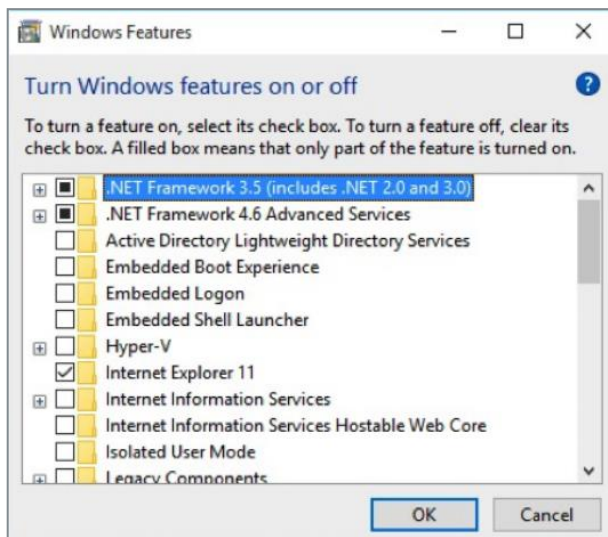 Windows Features
Turn Windows features on or off
To turn a feature on, select its check box. To turn a feature off, clear its
check box. A filled box means that only part of the feature is turned on.
.NET Framework 3.5 (includes .NET 2.0 and 3.0)
.NET Framework 4.6 Advanced Services
Active Directory Lightweight Directory Services
Embedded Boot Experience
Embedded Logon
Embedded Shell Launcher
Hyper-V
Internet Explorer 11
Internet Information Services
Internet Information Services Hostable Web Core
Isolated User Mode
Legacy Components
OK Cancel